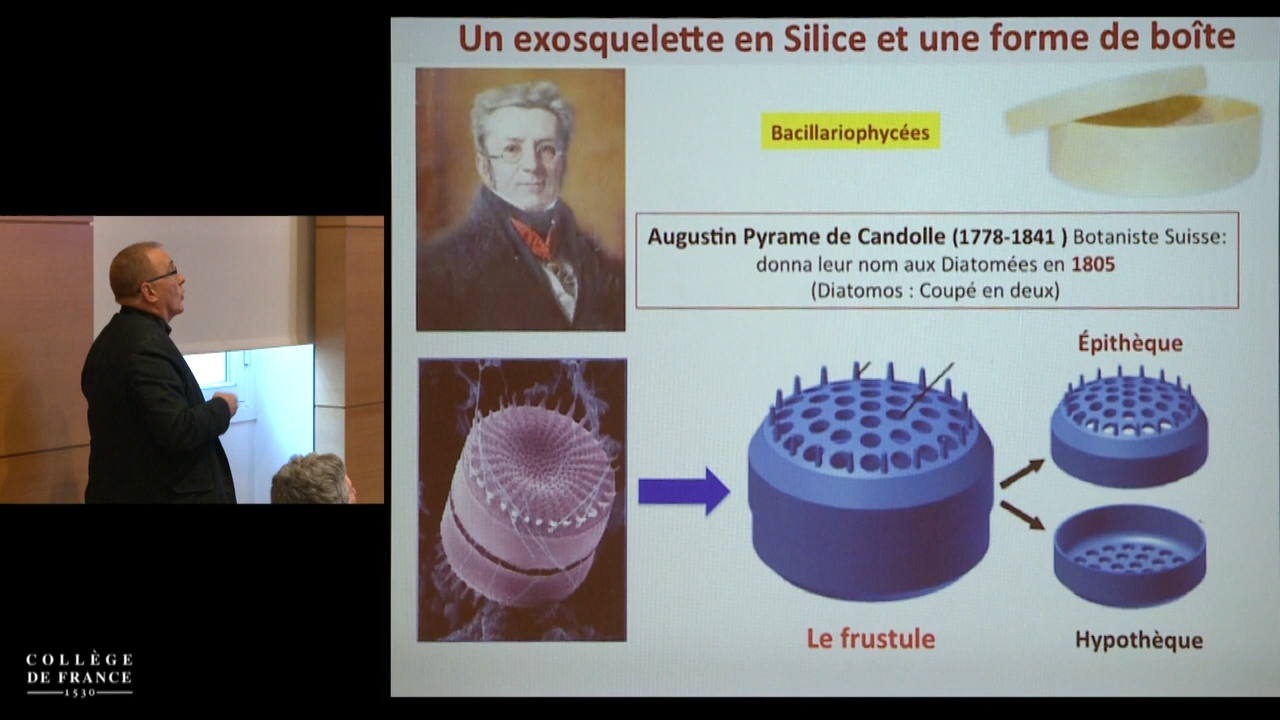 Un exosquelette en Silice et une forme de boîte
Bacillariophycées
Augustin Pyrame de Candolle (1778-1841 ) Botaniste Suisse:
donna leur nom aux Diatomées en 1805
(Diatomos : Coupé en deux)
Épithèque
Le frustule
Hypothèque
COLLÈGE
DE FRANCE
1530